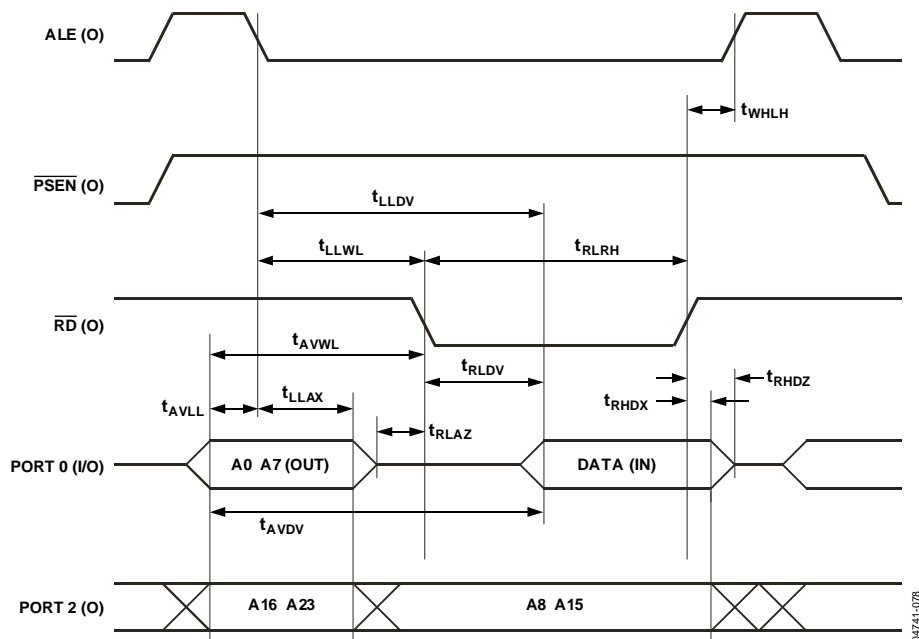 ALE (O)
tWHLH
PSEN (O)
tLLDV
tLLWL
tRLRH
RD (O)
tAVWL
tRLDV
tRHDZ
tAVLL
tLLAX
tRHDX
tRLAZ
PORT 0 (I/O)
A0 A7 (OUT)
DATA (IN)
tAVDV
PORT 2 (O)
A16 A23
A8 A15
04741-078